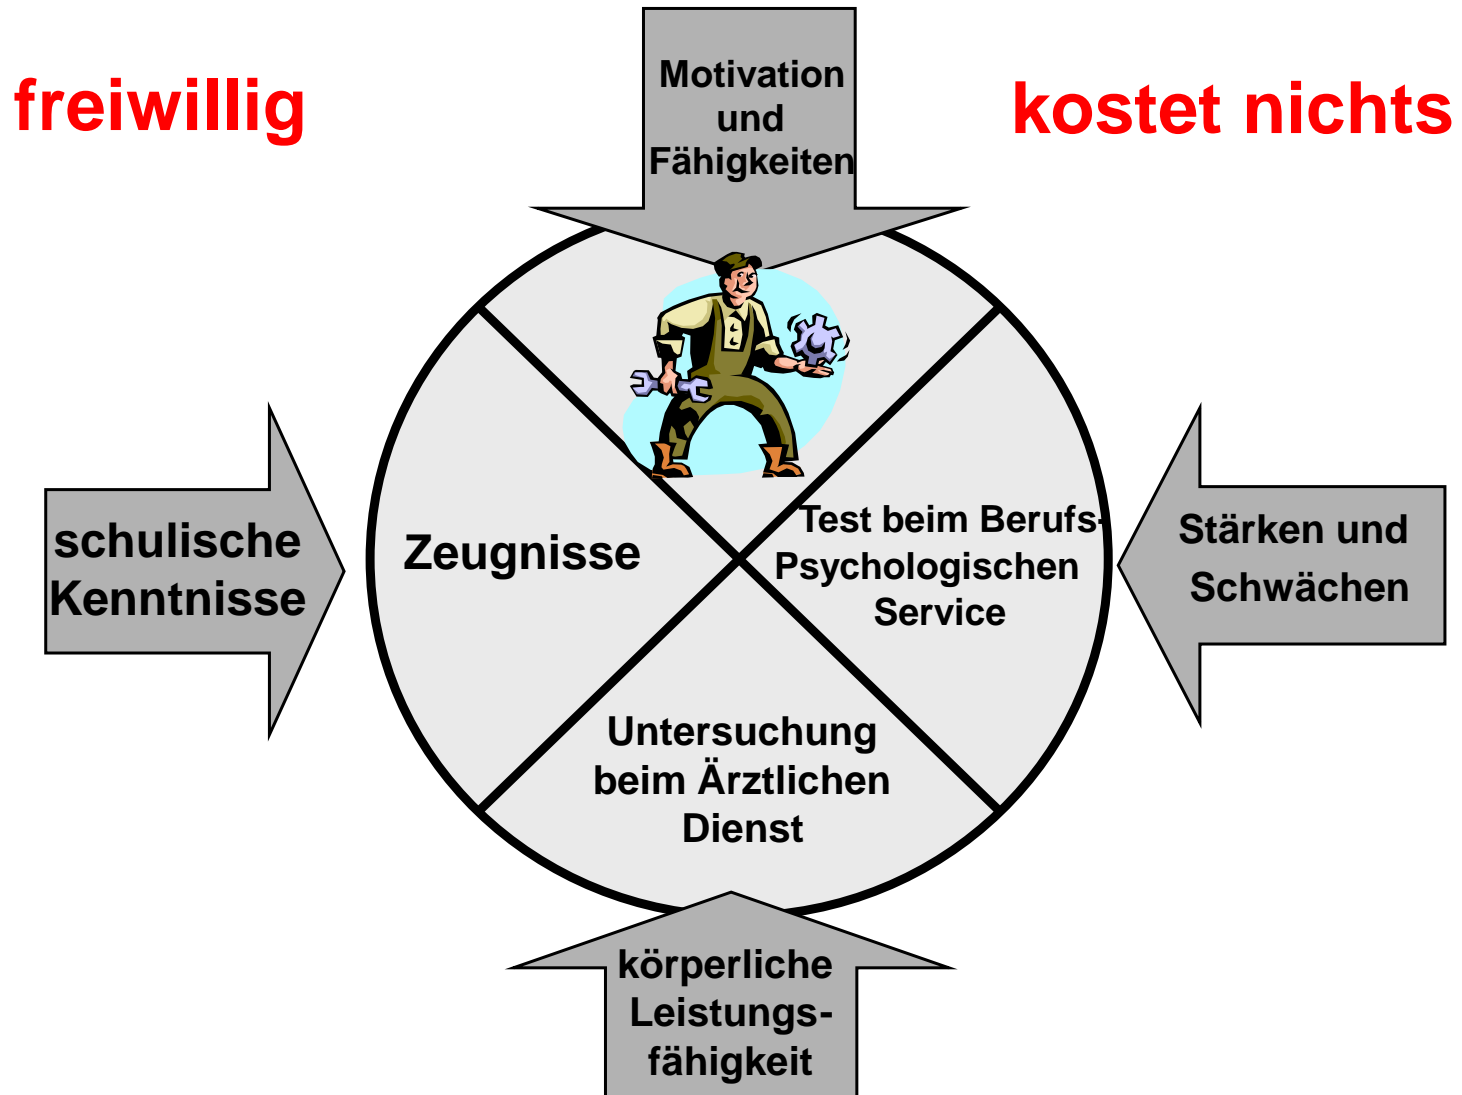 freiwillig
kostet nichts
Motivation
und
Fähigkeiten
schulische
Kenntnisse
Zeugnisse
Test beim Berufs-
Psychologischen
Service
Stärken und
Schwächen
Untersuchung
beim Ärztlichen
Dienst
körperliche
Leistungs-
fähigkeit